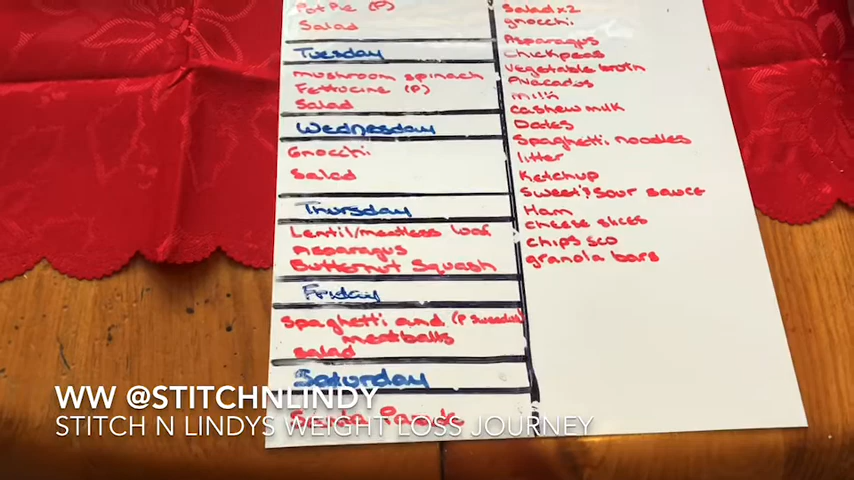 Pot Pie (P)
Salad
Tuesday
mushroom spinach
Fettucine (P)
Salad
Wednesday
Gnocchi
Salad
Thursday
Lentil/meatless loaf
Asparagus
Butternut Squash
Friday
Spaghetti and (P Swedish)
meatballs
salad
Saturday
Salad x2
gnocchi
Asparagus
Chickpeas
vegetable broth
Avacados
milk
cashew milk
Dates
Spaghetti noodles
litter
Ketchup
Sweet & Sour sauce
Ham
cheese slices
chips sco
granola bars
WW @STITCHNLINDY
STITCH N LINDYS WEIGHT LOSS JOURNEY